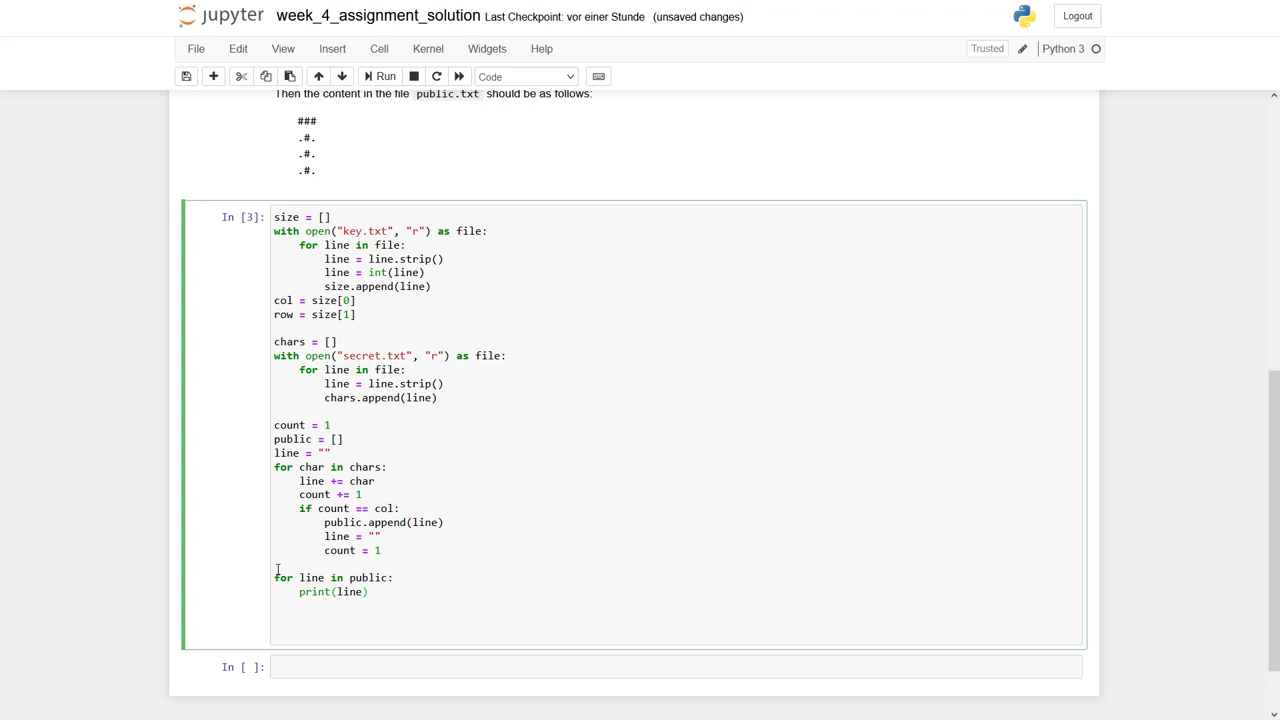 jupyter week_4_assignment_solution Last Checkpoint: vor einer Stunde (unsaved changes)
Logout
File Edit View Insert Cell Kernel Widgets Help
Trusted Python 3
Run Code
Then the content in the file public.txt should be as follows:
###
.#.
.#.
.#.
In [3]:
size = []
with open("key.txt", "r") as file:
    for line in file:
        line = line.strip()
        line = int(line)
        size.append(line)
col = size[0]
row = size[1]
chars = []
with open("secret.txt", "r") as file:
    for line in file:
        line = line.strip()
        chars.append(line)
count = 1
public = []
line = ""
for char in chars:
    line += char
    count += 1
    if count == col:
        public.append(line)
        line = ""
        count = 1
for line in public:
    print(line)
In [ ]: